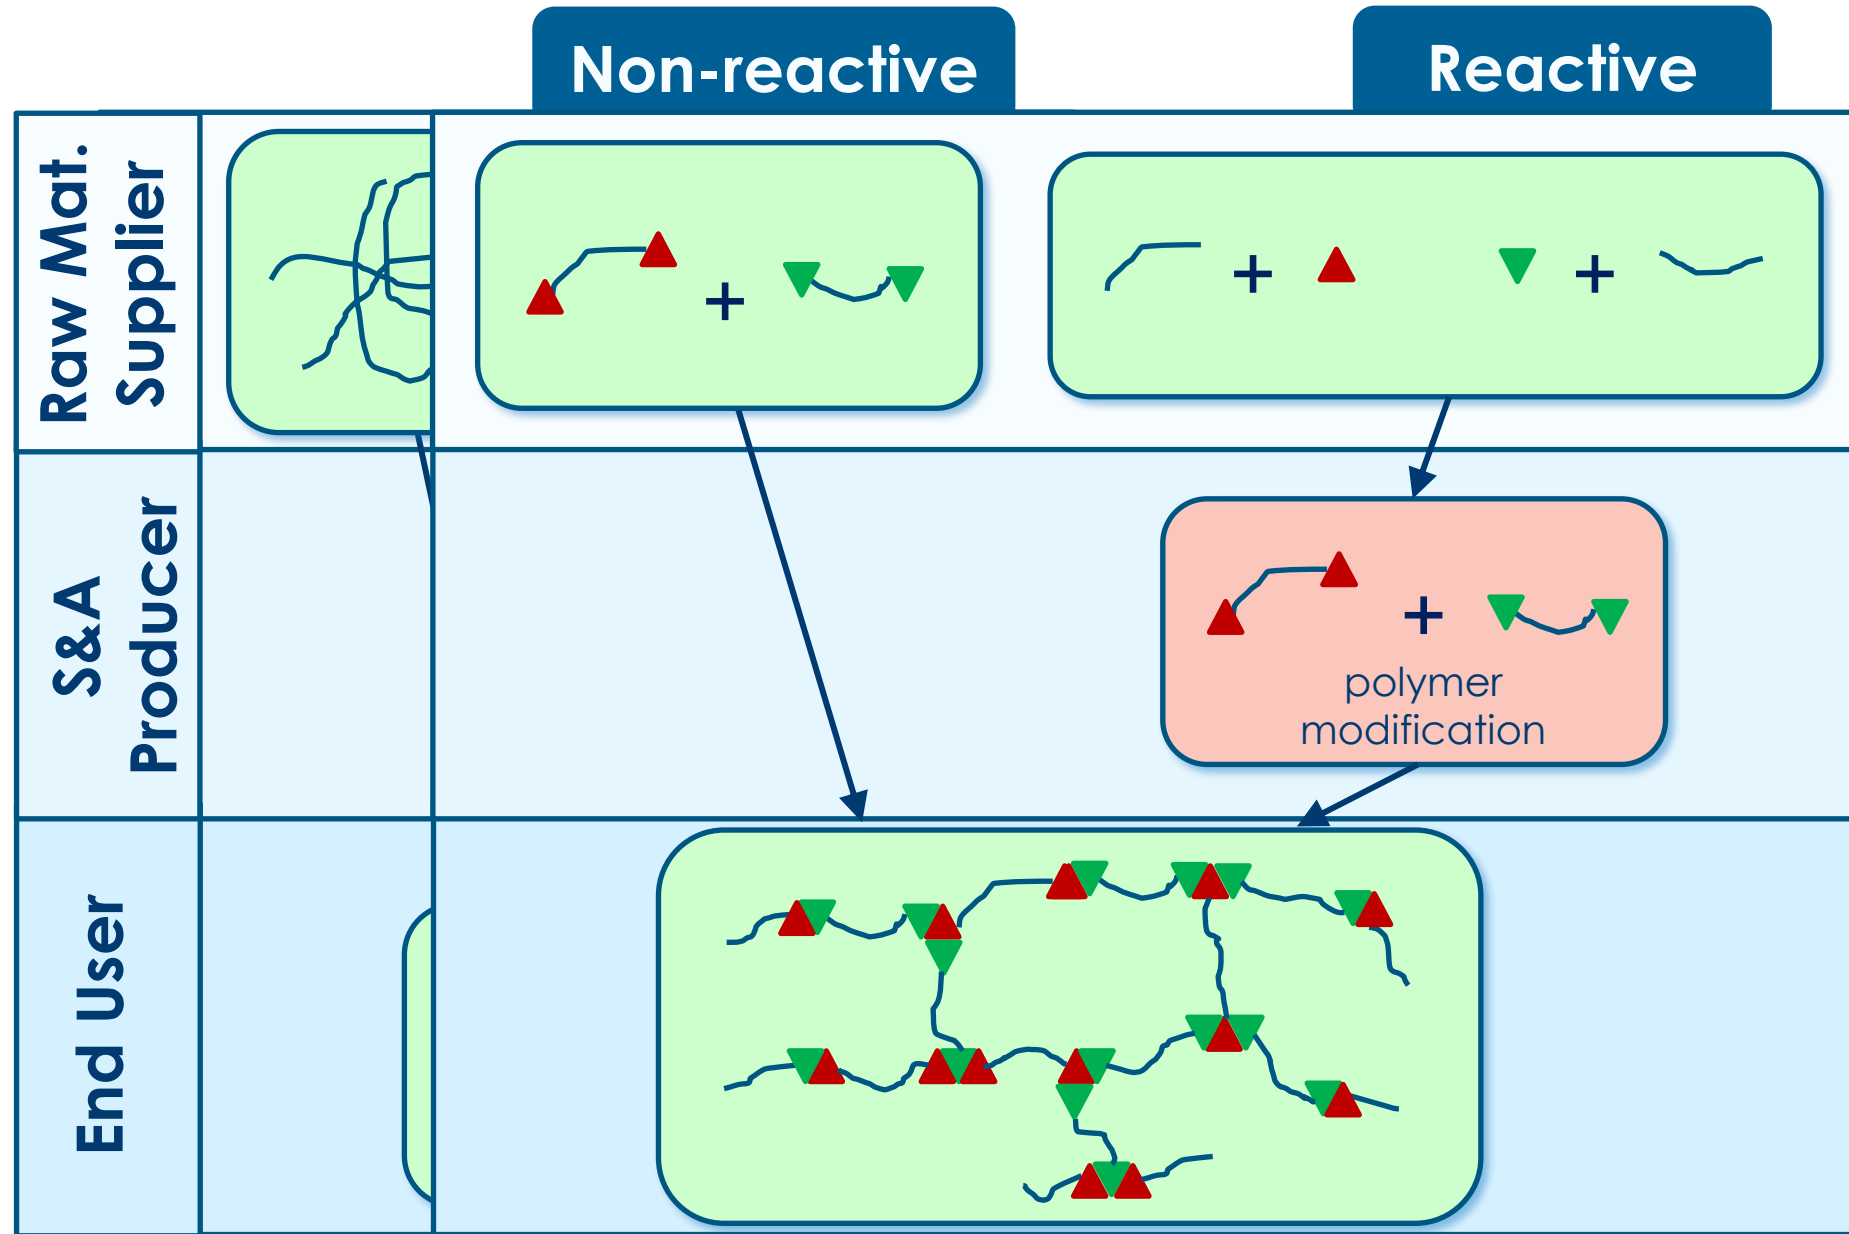 Non-reactive
Reactive
Raw Mat.
Supplier
+
+
+
S&A
Producer
+
polymer
modification
End User